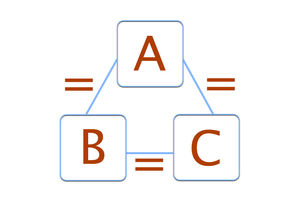 A
= =
B = C